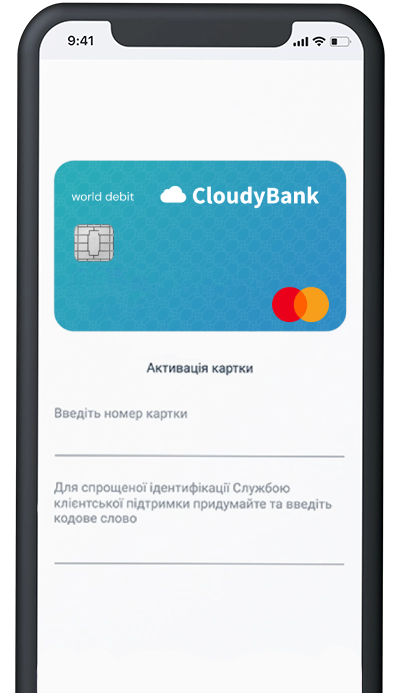 9:41
world debit CloudyBank
Активація картки
Введіть номер картки
Для спрощеної ідентифікації Службою
клієнтської підтримки придумайте та введіть
кодове слово